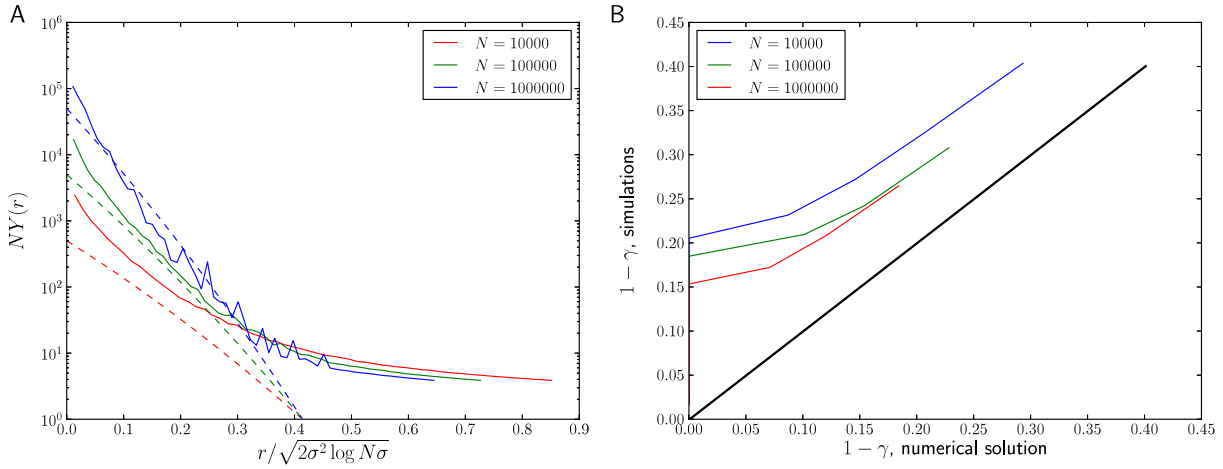 A
10^6
10^5
10^4
10^3
10^2
10^1
10^0
NY(r)
0.0 0.1 0.2 0.3 0.4 0.5 0.6 0.7 0.8 0.9
r/√(2σ² log Nσ)
N = 10000
N = 100000
N = 1000000
B
0.45
0.40
0.35
0.30
0.25
0.20
0.15
0.10
0.05
0.00
1 − γ, simulations
0.00 0.05 0.10 0.15 0.20 0.25 0.30 0.35 0.40 0.45
1 − γ, numerical solution
N = 10000
N = 100000
N = 1000000